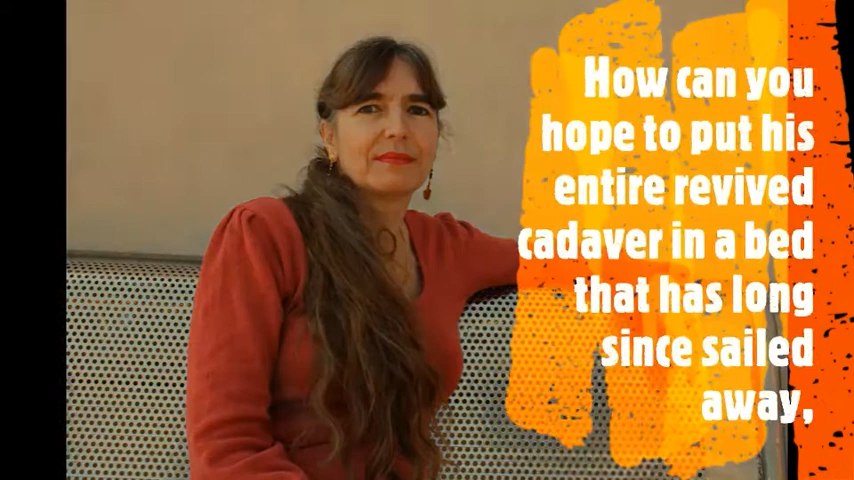 How can you
hope to put his
entire revived
cadaver in a bed
that has long
since sailed
away,